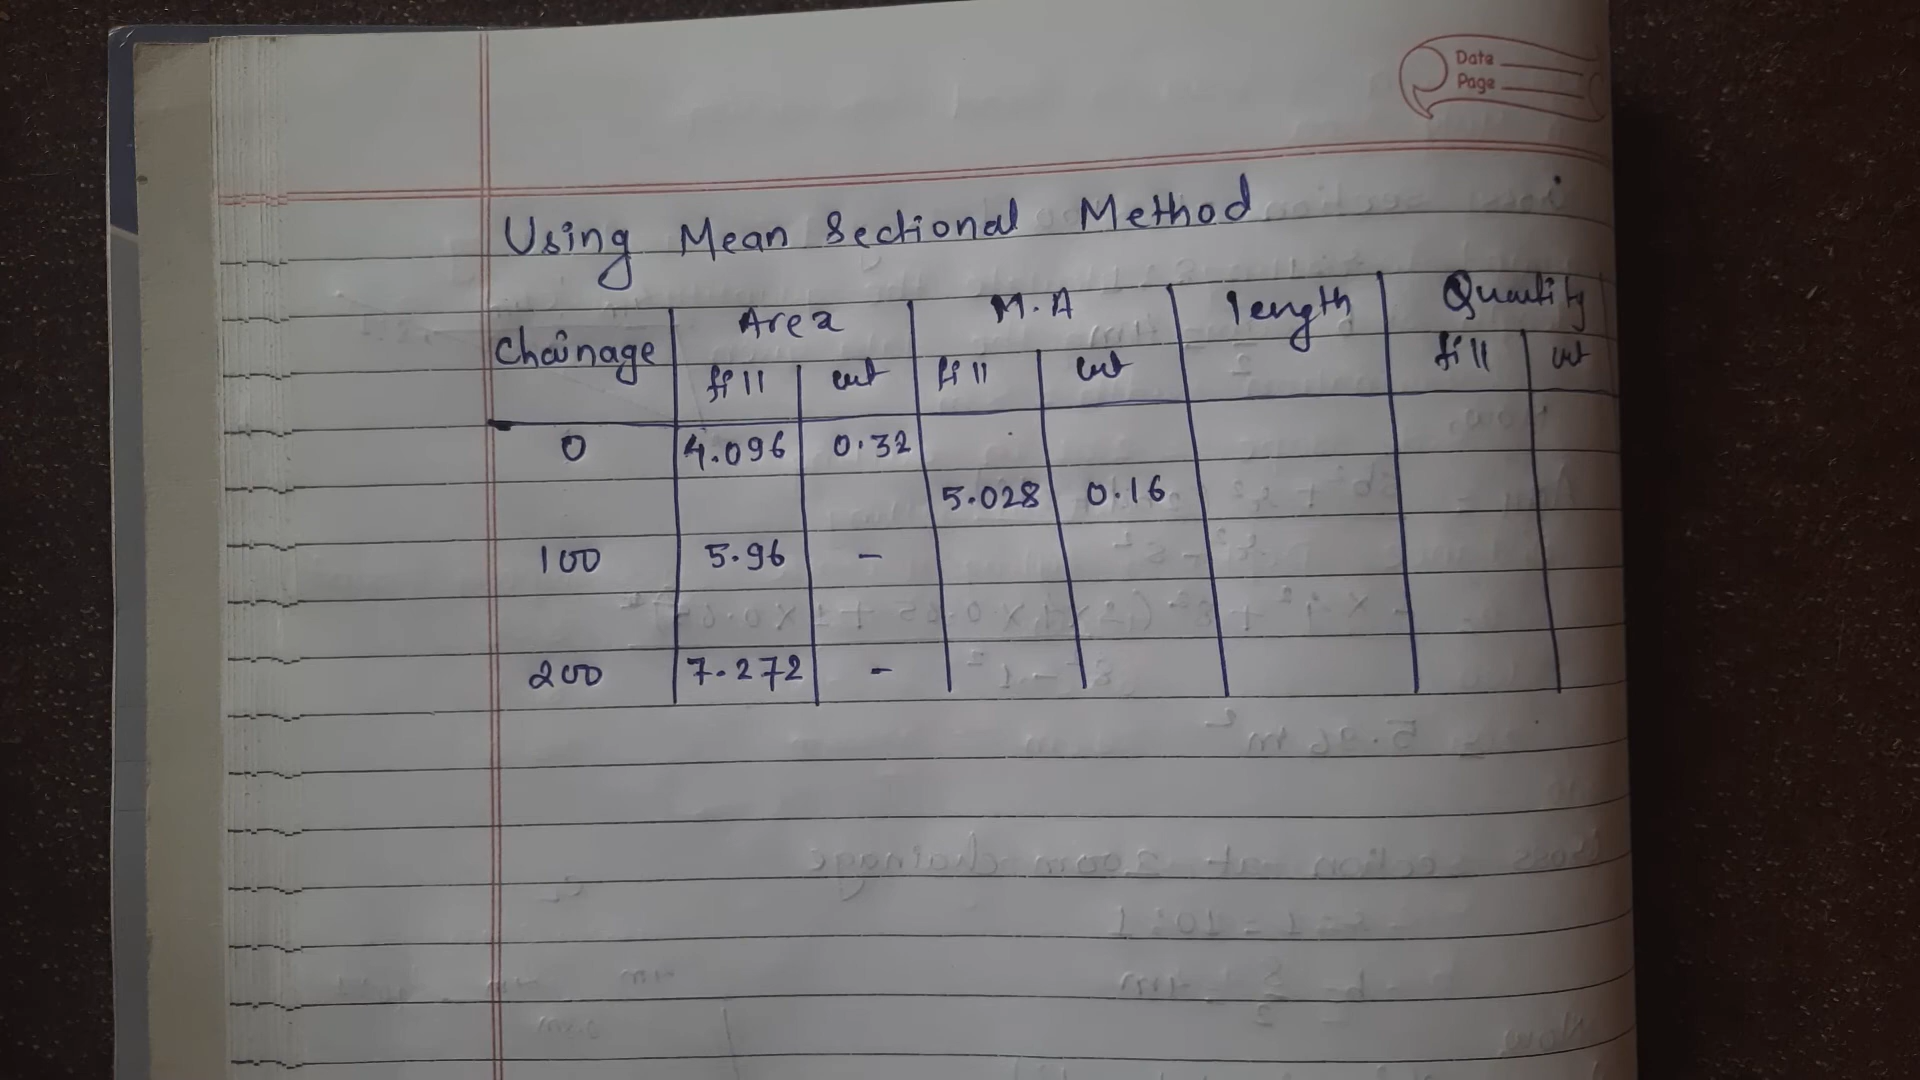 Data
Page
Using Mean Sectional Method
Chainage Area M.A length Quantity
fill cut fill cut fill cut
0 4.096 0.32
5.028 0.16
100 5.96 -
200 7.272 -